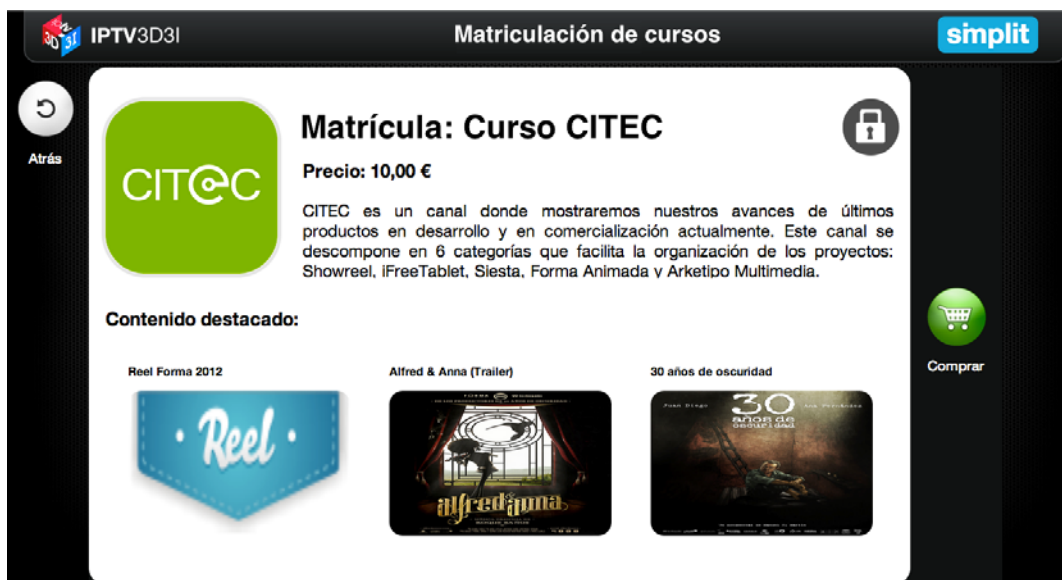 IPTV3D3I
Matriculación de cursos
simplit
Atrás
CITEC
Matrícula: Curso CITEC
Precio: 10,00 €
CITEC es un canal donde mostraremos nuestros avances de últimos
productos en desarrollo y en comercialización actualmente. Este canal se
descompone en 6 categorías que facilita la organización de los proyectos:
Showreel, iFreeTablet, Siesta, Forma Animada y Arketipo Multimedia.
Contenido destacado:
Comprar
Reel Forma 2012
Alfred & Anna (Trailer)
30 años de oscuridad
Reel
alfred&anna
Juan Diego
30
años de
oscuridad